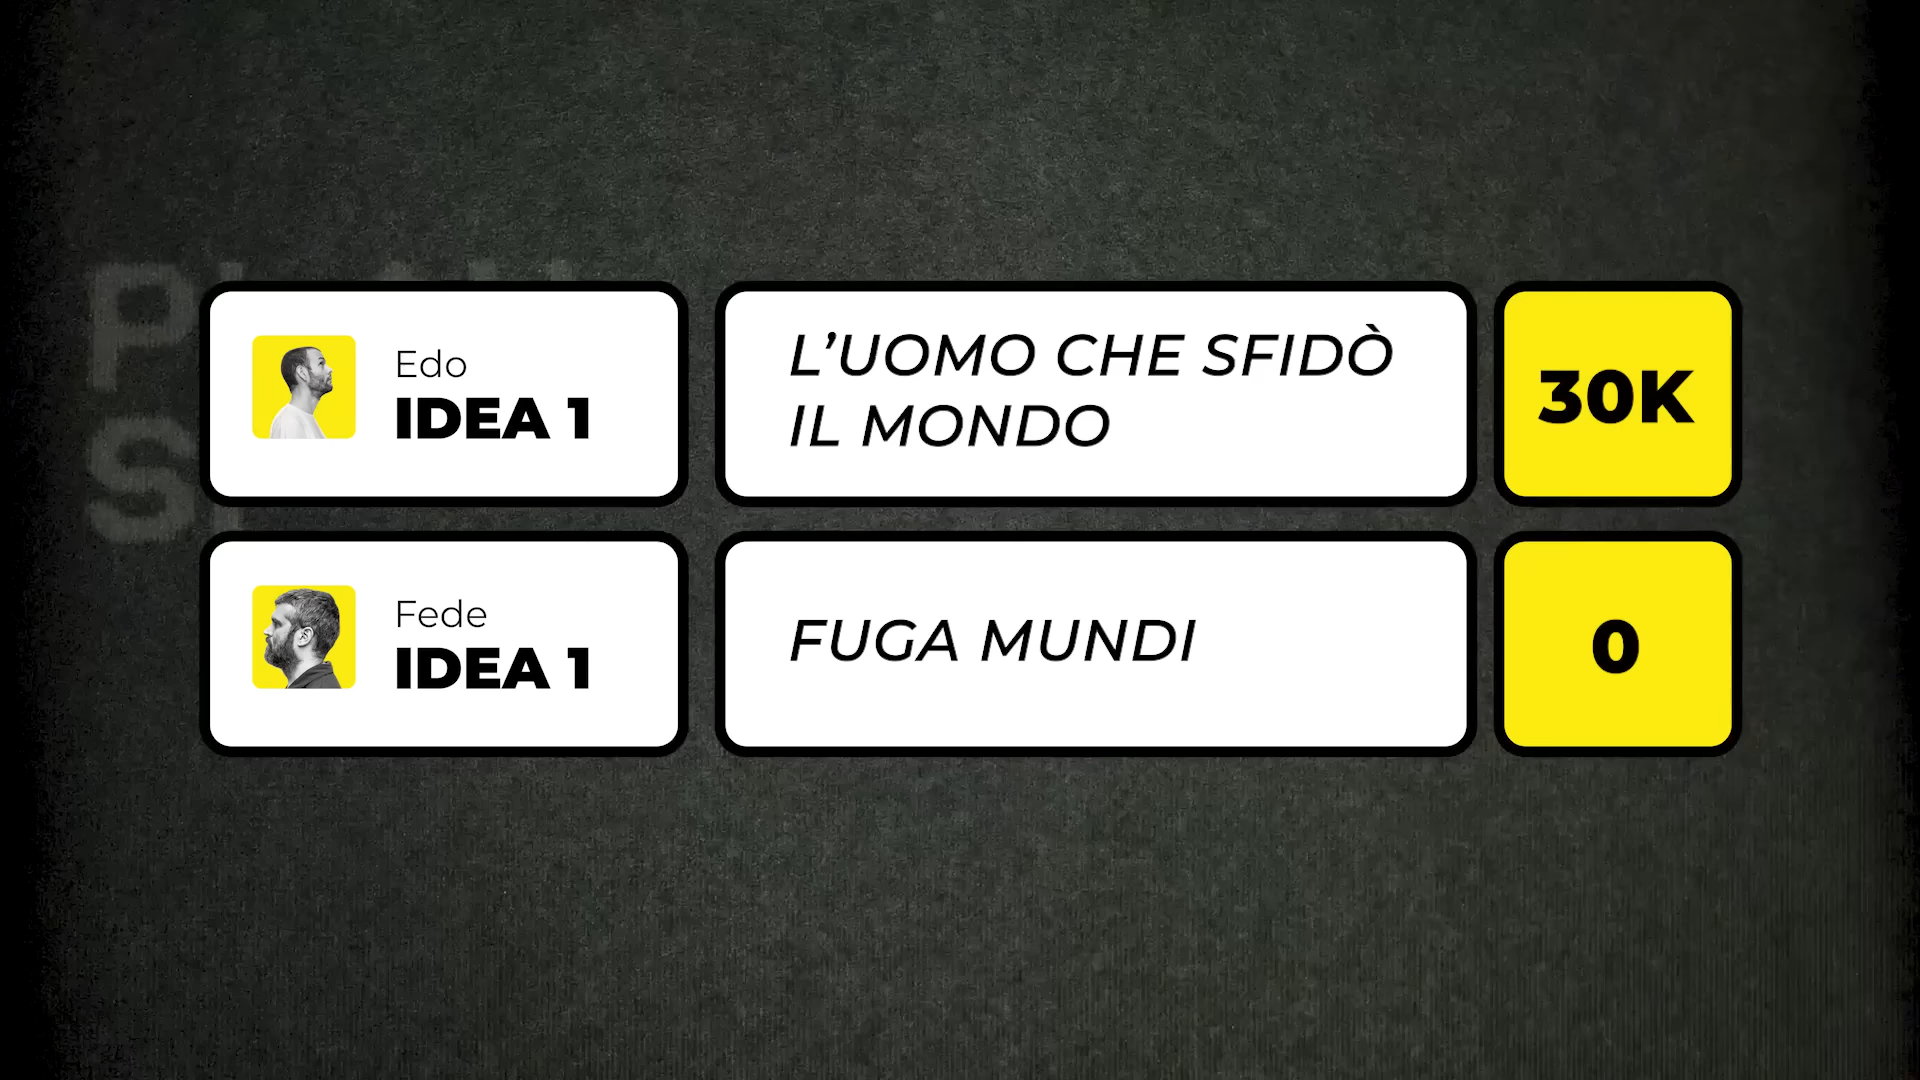 Edo
IDEA 1
L’UOMO CHE SFIDÒ
IL MONDO
30K
Fede
IDEA 1
FUGA MUNDI
0